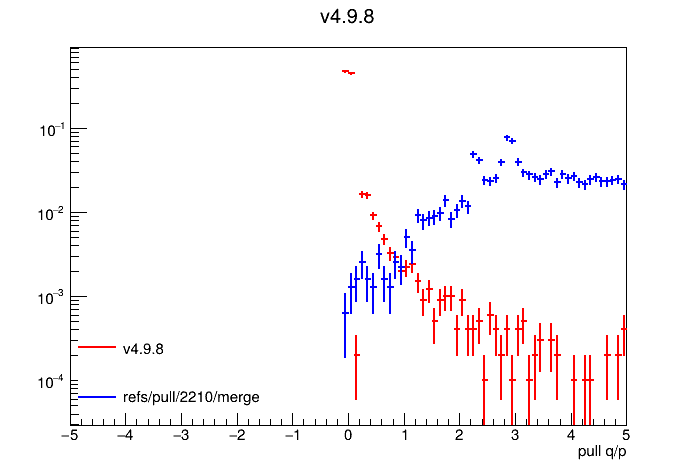 v4.9.8
10⁻¹
10⁻²
10⁻³
10⁻⁴
v4.9.8
refs/pull/2210/merge
−5 −4 −3 −2 −1 0 1 2 3 4 5
pull q/p